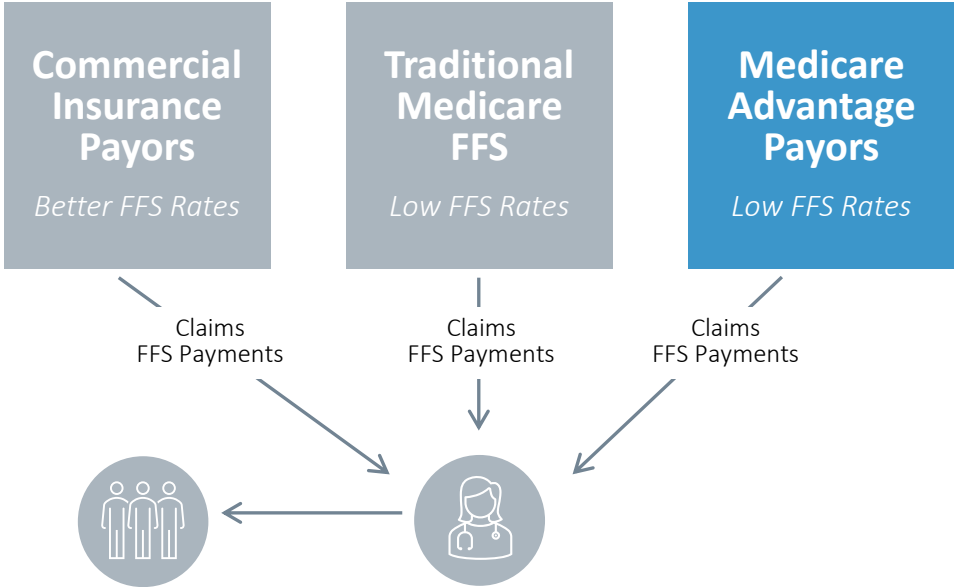 Commercial
Insurance
Payors
Better FFS Rates
Traditional
Medicare
FFS
Low FFS Rates
Medicare
Advantage
Payors
Low FFS Rates
Claims
FFS Payments
Claims
FFS Payments
Claims
FFS Payments